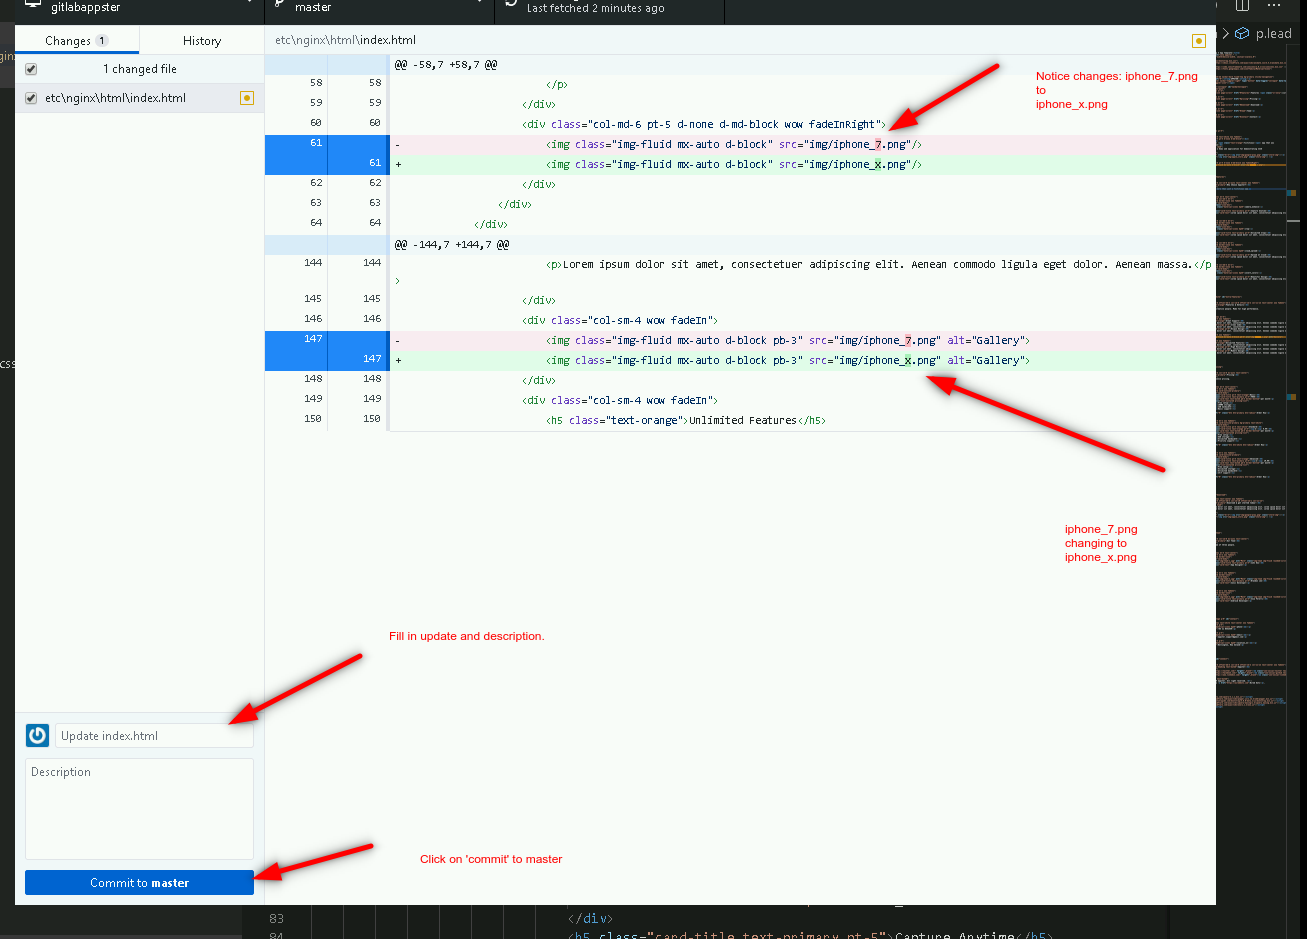 gitlabappster
master
Last fetched 2 minutes ago
Changes 1
History
etc\nginx\html\index.html
p.lead
1 changed file
etc\nginx\html\index.html
@@ -58,7 +58,7 @@
58 58 </p>
59 59 </div>
60 60 <div class="col-md-6 pt-5 d-none d-md-block wow fadeInRight">
61 - <img class="img-fluid mx-auto d-block" src="img/iphone_7.png"/>
61 + <img class="img-fluid mx-auto d-block" src="img/iphone_x.png"/>
62 62 </div>
63 63 </div>
64 64 </div>
@@ -144,7 +144,7 @@
144 144 <p>Lorem ipsum dolor sit amet, consectetuer adipiscing elit. Aenean commodo ligula eget dolor. Aenean massa.</p
>
145 145 </div>
146 146 <div class="col-sm-4 wow fadeIn">
147 - <img class="img-fluid mx-auto d-block pb-3" src="img/iphone_7.png" alt="Gallery">
147 + <img class="img-fluid mx-auto d-block pb-3" src="img/iphone_x.png" alt="Gallery">
148 148 </div>
149 149 <div class="col-sm-4 wow fadeIn">
150 150 <h5 class="text-orange">Unlimited Features</h5>
Notice changes: iphone_7.png
to
iphone_x.png
iphone_7.png
changing to
iphone_x.png
Fill in update and description.
Update index.html
Description
Click on 'commit' to master
Commit to master
83 </div>
84 <h5 class="card-title text-primary pt-5">Capture Anytime</h5>